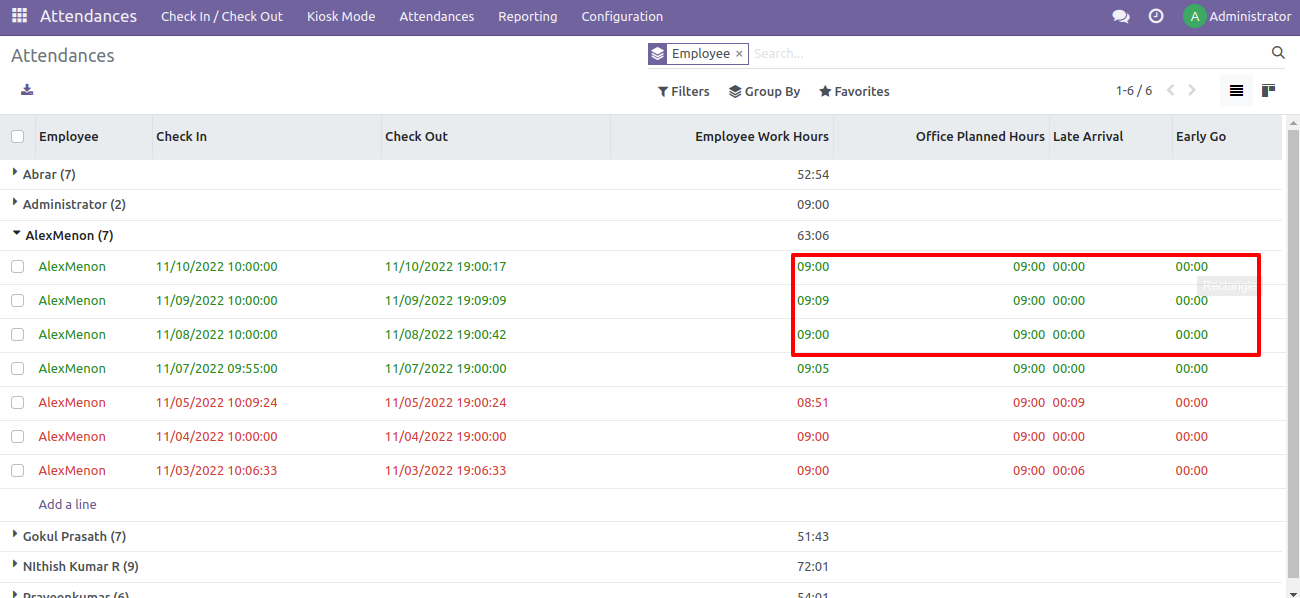 Attendances Check In / Check Out Kiosk Mode Attendances Reporting Configuration A Administrator
Attendances Employee × Search...
Filters Group By Favorites 1-6 / 6
Employee Check In Check Out Employee Work Hours Office Planned Hours Late Arrival Early Go
Abrar (7) 52:54
Administrator (2) 09:00
AlexMenon (7) 63:06
AlexMenon 11/10/2022 10:00:00 11/10/2022 19:00:17 09:00 09:00 00:00 00:00
Rectangle
AlexMenon 11/09/2022 10:00:00 11/09/2022 19:09:09 09:09 09:00 00:00 00:00
AlexMenon 11/08/2022 10:00:00 11/08/2022 19:00:42 09:00 09:00 00:00 00:00
AlexMenon 11/07/2022 09:55:00 11/07/2022 19:00:00 09:05 09:00 00:00 00:00
AlexMenon 11/05/2022 10:09:24 11/05/2022 19:00:24 08:51 09:00 00:09 00:00
AlexMenon 11/04/2022 10:00:00 11/04/2022 19:00:00 09:00 09:00 00:00 00:00
AlexMenon 11/03/2022 10:06:33 11/03/2022 19:06:33 09:00 09:00 00:06 00:00
Add a line
Gokul Prasath (7) 51:43
NIthish Kumar R (9) 72:01
Praveenkumar (6) 54:01